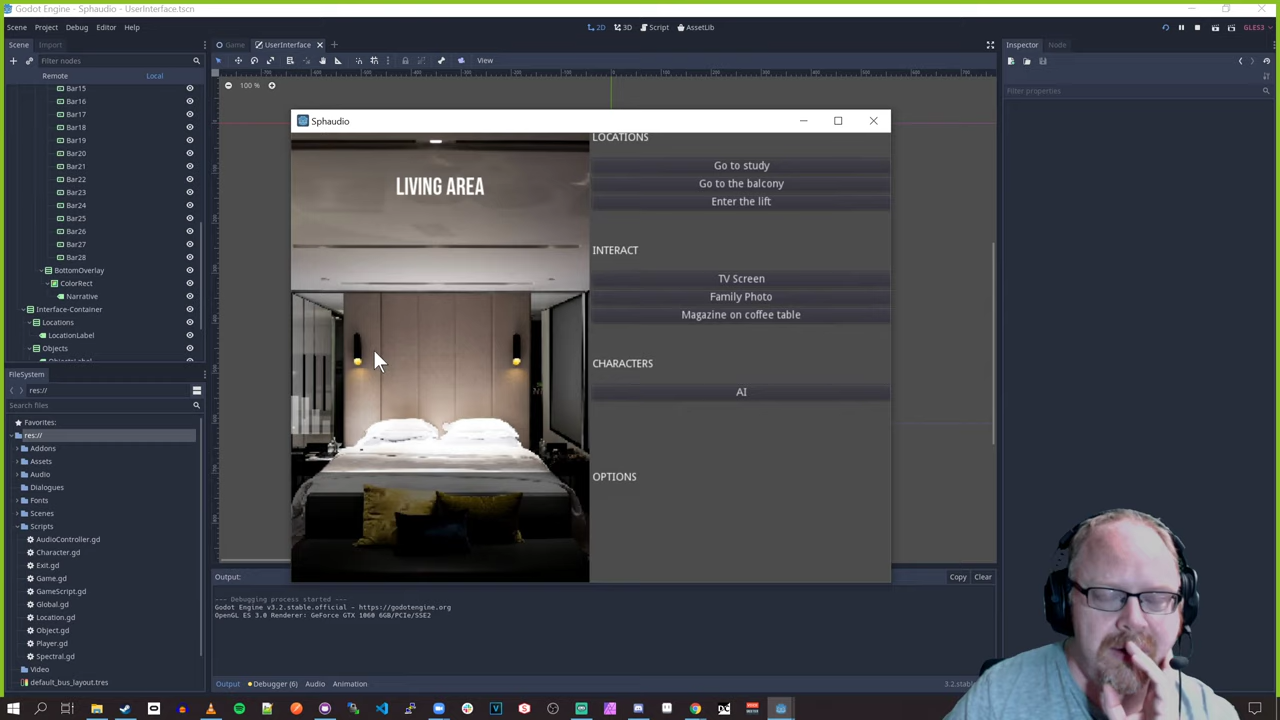 Godot Engine - Sphaudio - UserInterface.tscn
Scene Project Debug Editor Help
2D 3D Script AssetLib
GLES3
Scene Import
Game UserInterface
Inspector Node
Filter nodes
View
Remote Local
100 %
Filter properties
Bar15
Bar16
Bar17
Bar18
Bar19
Bar20
Bar21
Bar22
Bar23
Bar24
Bar25
Bar26
Bar27
Bar28
BottomOverlay
ColorRect
Narrative
Interface-Container
Locations
LocationLabel
Objects
ObjectsLabel
Sphaudio
LIVING AREA
LOCATIONS
Go to study
Go to the balcony
Enter the lift
INTERACT
TV Screen
Family Photo
Magazine on coffee table
CHARACTERS
AI
OPTIONS
FileSystem
res://
Search files
Favorites:
res://
Addons
Assets
Audio
Dialogues
Fonts
Scenes
Scripts
AudioController.gd
Character.gd
Exit.gd
Game.gd
GameScript.gd
Global.gd
Location.gd
Object.gd
Player.gd
Spectral.gd
Video
default_bus_layout.tres
Output:
Copy Clear
--- Debugging process started ---
Godot Engine v3.2.stable.official - https://godotengine.org
OpenGL ES 3.0 Renderer: GeForce GTX 1060 6GB/PCIe/SSE2
Output Debugger (6) Audio Animation
3.2.stable